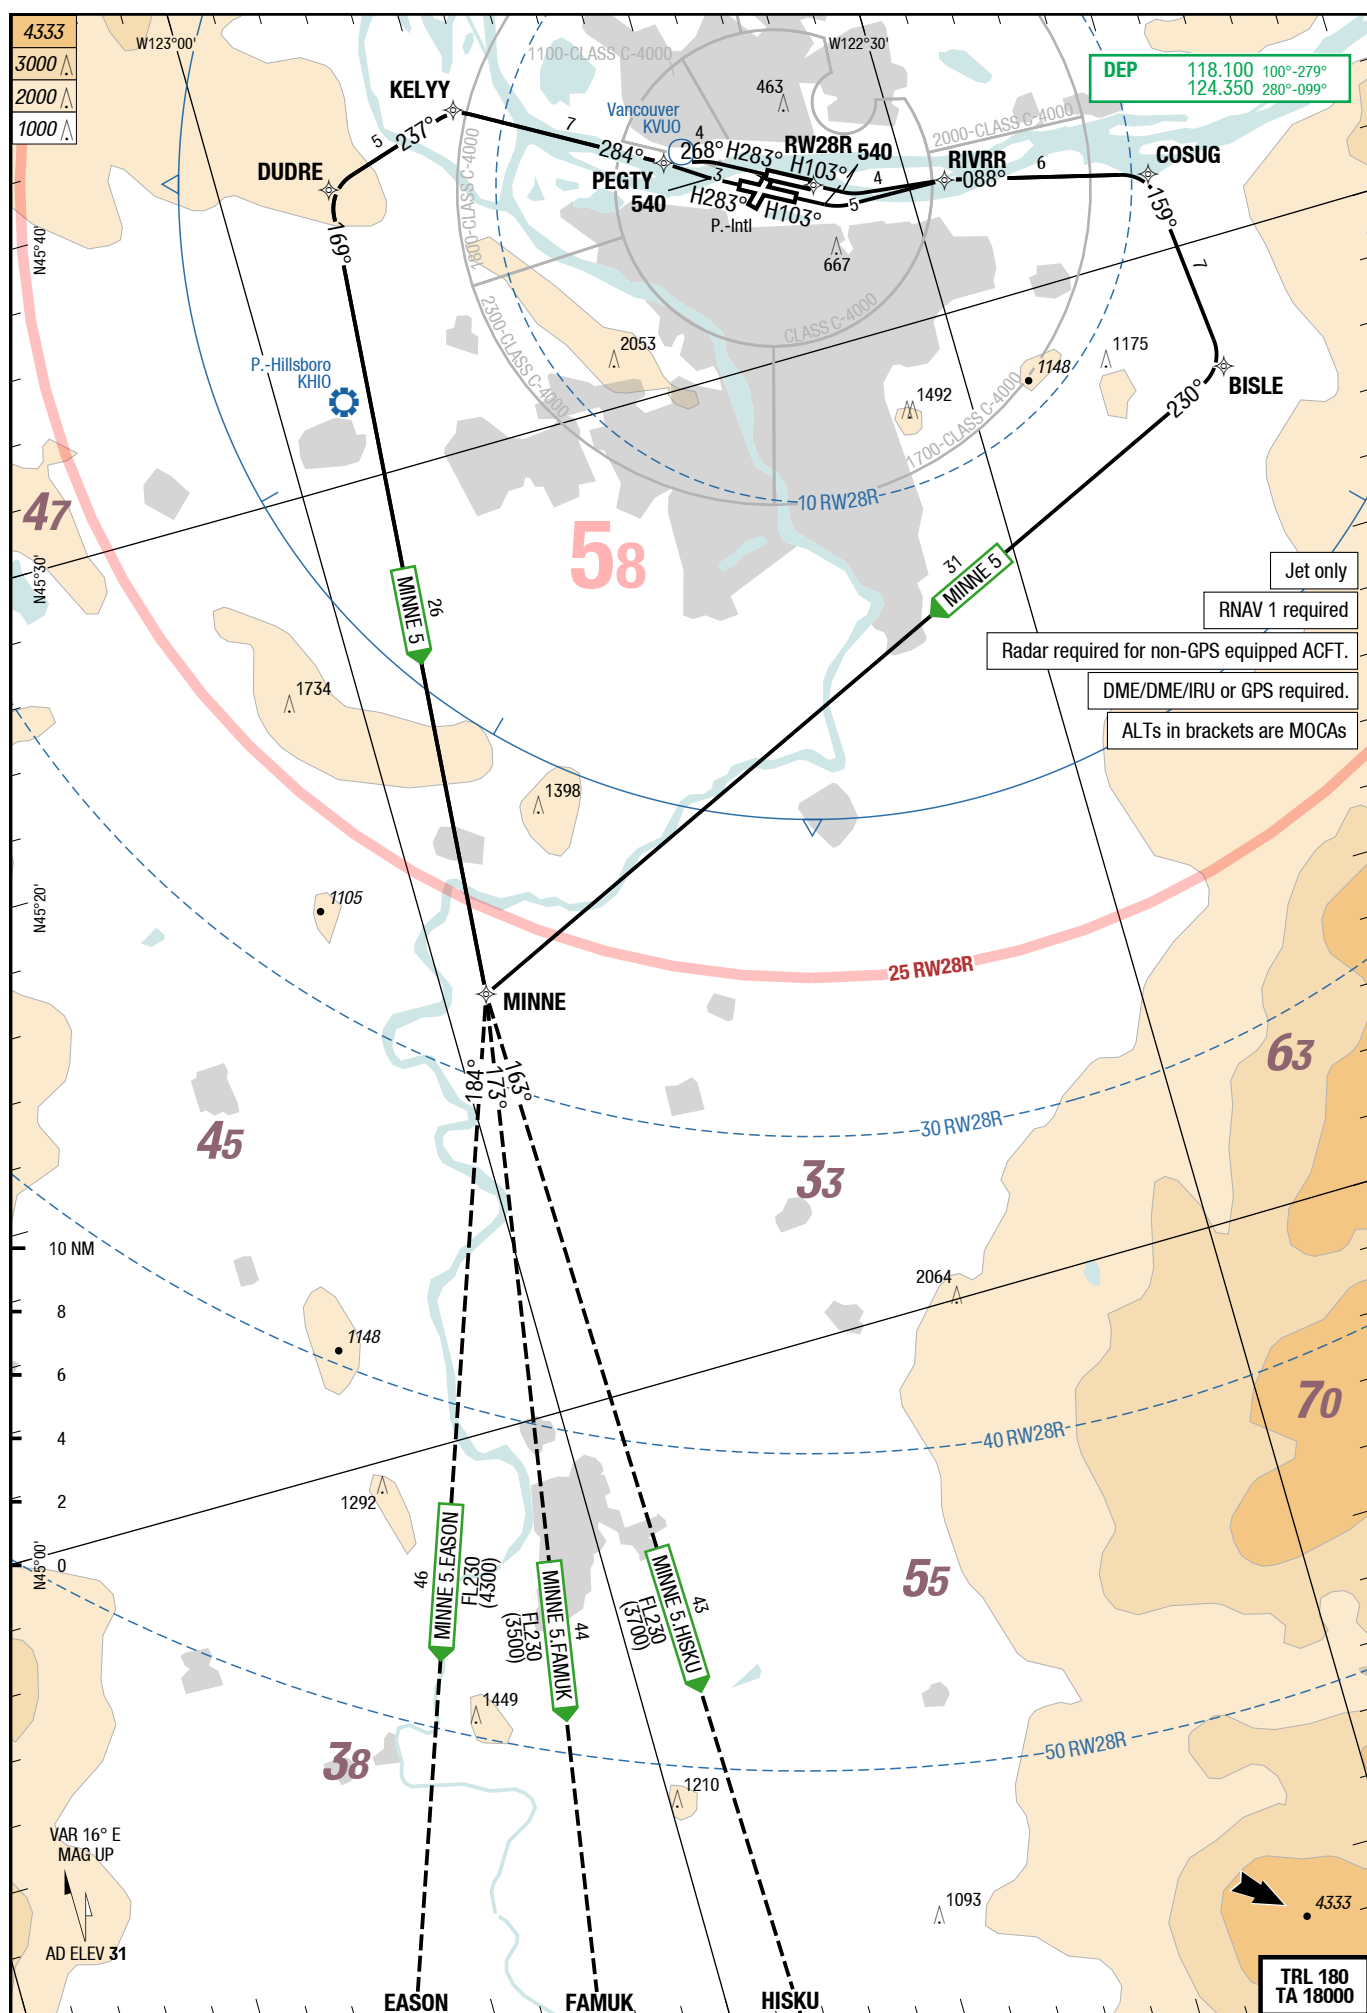 4333
3000
2000
1000
W123°00'
W122°30'
1100-CLASS C-4000
463
DEP 118.100 100°-279°
124.350 280°-099°
KELYY
Vancouver
KVUO
2000-CLASS C-4000
5
237°
7
284°
4
268°
H283°
H103°
RW28R 540
RIVRR
088°
6
COSUG
DUDRE
1800-CLASS C-4000
PEGTY
540
3
H283°
H103°
4
5
P.-Intl
159°
169°
N45°40'
667
7
2300-CLASS C-4000
CLASS C-4000
2053
P.-Hillsboro
KHIO
1148
1175
BISLE
1492
230°
1700-CLASS C-4000
10 RW28R
47
58
N45°30'
MINNE 5
26
31
MINNE 5
Jet only
RNAV 1 required
Radar required for non-GPS equipped ACFT.
DME/DME/IRU or GPS required.
ALTs in brackets are MOCAs
1734
1398
1105
N45°20'
25 RW28R
MINNE
184°
173°
163°
63
45
30 RW28R
33
10 NM
8
6
4
2
0
2064
1148
40 RW28R
70
1292
N45°00'
46
MINNE 5.EASON
FL230
(4300)
MINNE 5.FAMUK
44
FL230
(3500)
MINNE 5.HISKU
43
FL230
(3700)
55
1449
38
50 RW28R
1210
VAR 16° E
MAG UP
AD ELEV 31
1093
4333
EASON
FAMUK
HISKU
TRL 180
TA 18000